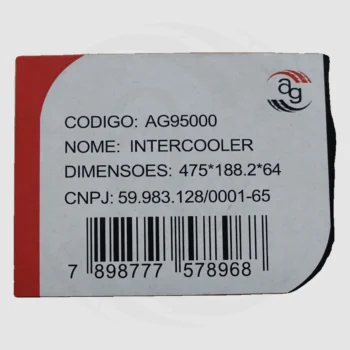 ag
CODIGO: AG95000
NOME: INTERCOOLER
DIMENSOES: 475*188.2*64
CNPJ: 59.983.128/0001-65
7 898777 578968